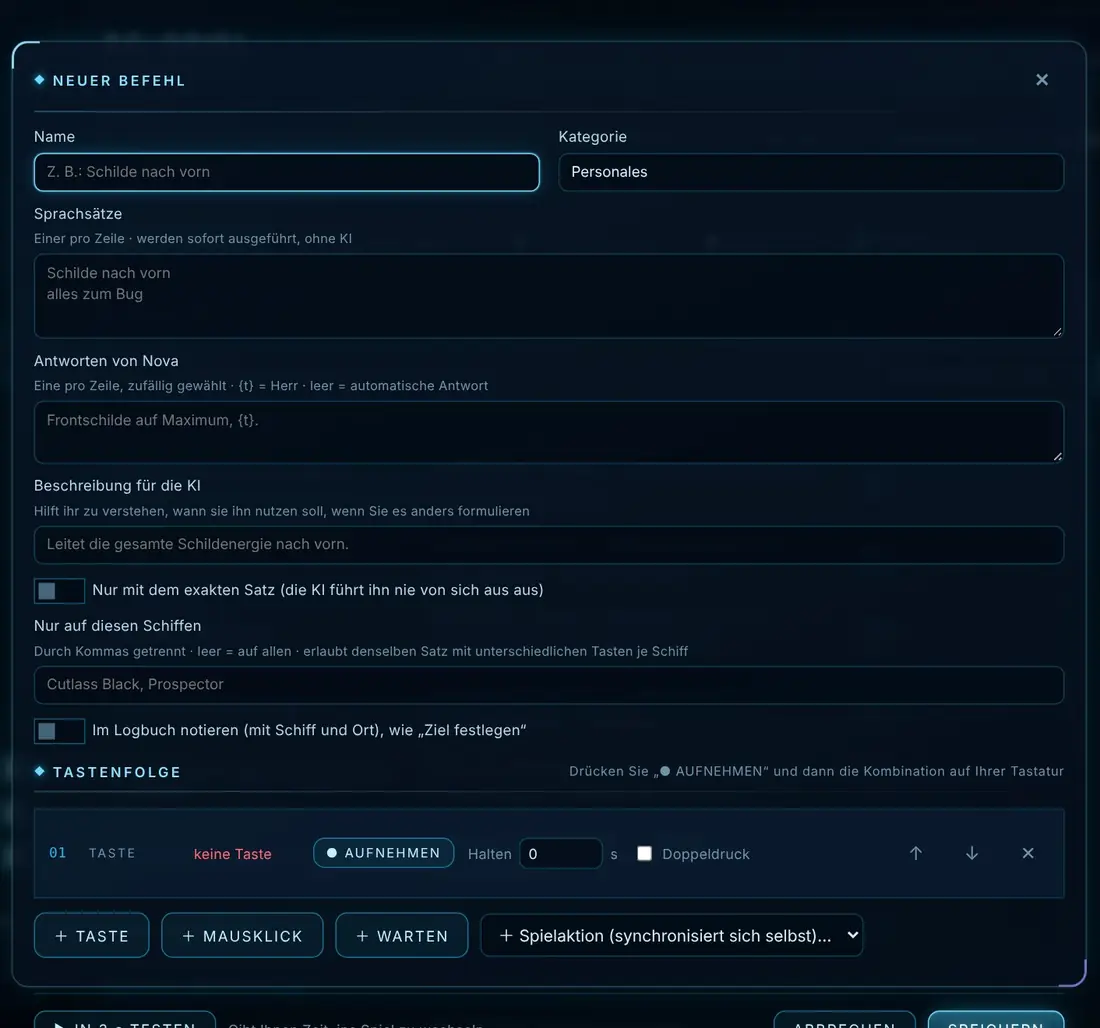 NEUER BEFEHL
Name
Kategorie
Z. B.: Schilde nach vorn
Personales
Sprachsätze
Einer pro Zeile · werden sofort ausgeführt, ohne KI
Schilde nach vorn
alles zum Bug
Antworten von Nova
Eine pro Zeile, zufällig gewählt · {t} = Herr · leer = automatische Antwort
Frontschilde auf Maximum, {t}.
Beschreibung für die KI
Hilft ihr zu verstehen, wann sie ihn nutzen soll, wenn Sie es anders formulieren
Leitet die gesamte Schildenergie nach vorn.
Nur mit dem exakten Satz (die KI führt ihn nie von sich aus aus)
Nur auf diesen Schiffen
Durch Kommas getrennt · leer = auf allen · erlaubt denselben Satz mit unterschiedlichen Tasten je Schiff
Cutlass Black, Prospector
Im Logbuch notieren (mit Schiff und Ort), wie „Ziel festlegen“
TASTENFOLGE
Drücken Sie „● AUFNEHMEN“ und dann die Kombination auf Ihrer Tastatur
01 TASTE keine Taste ● AUFNEHMEN Halten 0 s Doppeldruck
+ TASTE + MAUSKLICK + WARTEN + Spielaktion (synchronisiert sich selbst)...
SPEICHERN